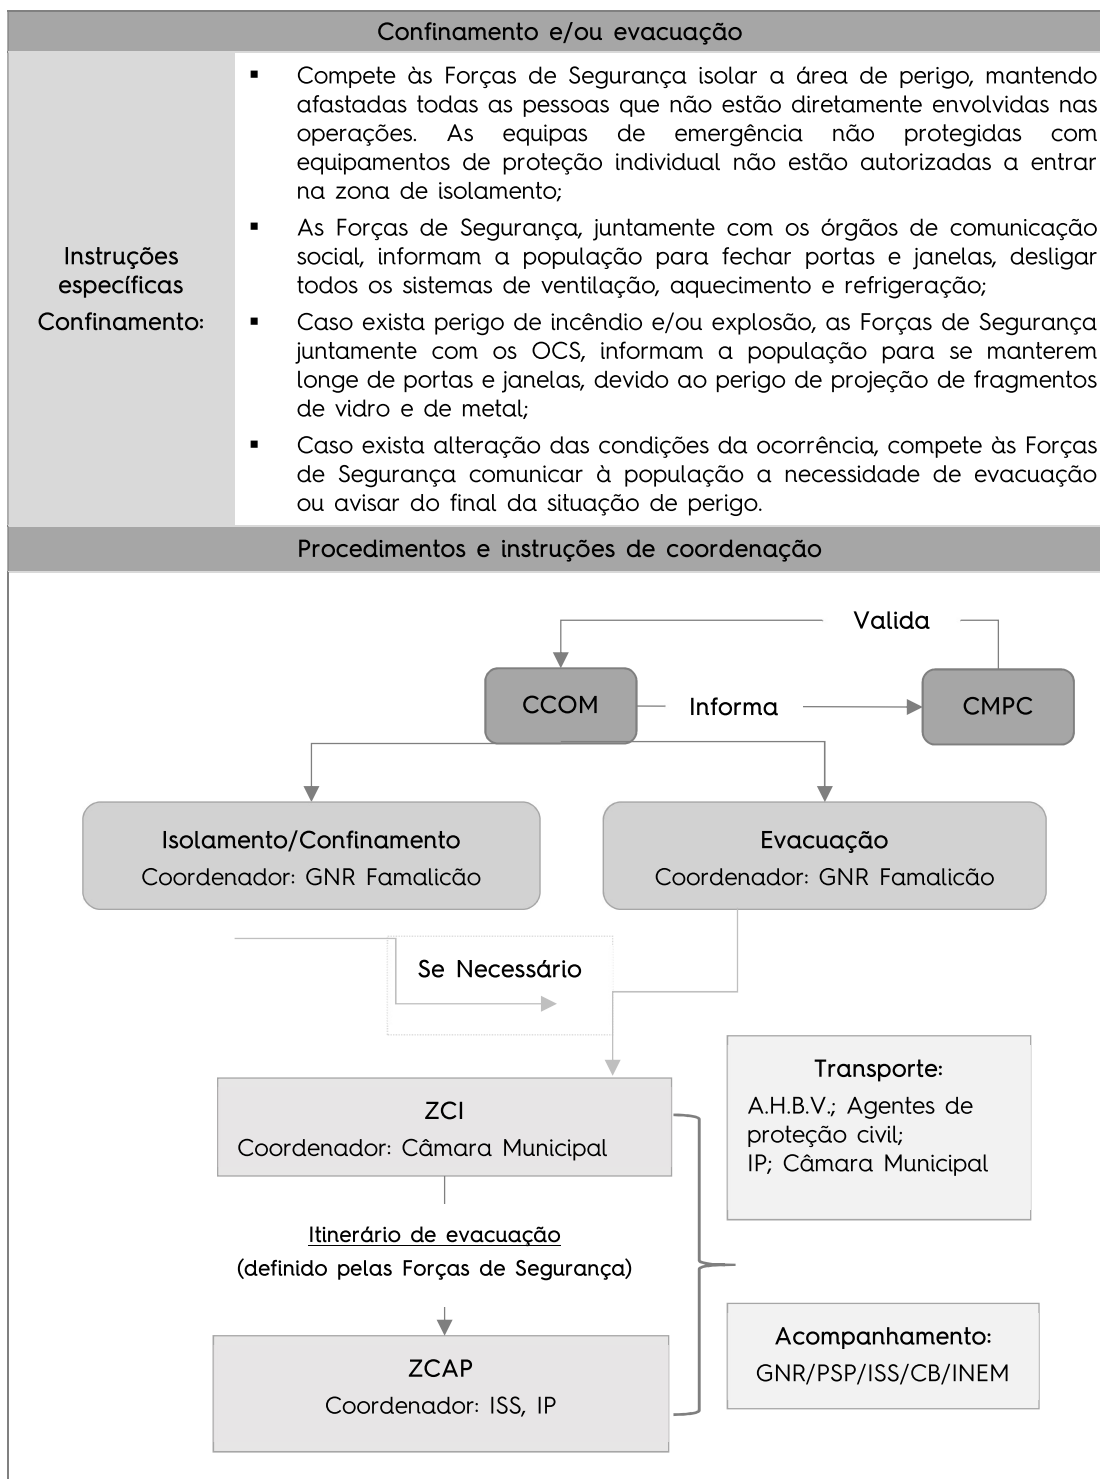 Confinamento e/ou evacuação
Instruções
específicas
Confinamento:
▪ Compete às Forças de Segurança isolar a área de perigo, mantendo
afastadas todas as pessoas que não estão diretamente envolvidas nas
operações. As equipas de emergência não protegidas com
equipamentos de proteção individual não estão autorizadas a entrar
na zona de isolamento;
▪ As Forças de Segurança, juntamente com os órgãos de comunicação
social, informam a população para fechar portas e janelas, desligar
todos os sistemas de ventilação, aquecimento e refrigeração;
▪ Caso exista perigo de incêndio e/ou explosão, as Forças de Segurança
juntamente com os OCS, informam a população para se manterem
longe de portas e janelas, devido ao perigo de projeção de fragmentos
de vidro e de metal;
▪ Caso exista alteração das condições da ocorrência, compete às Forças
de Segurança comunicar à população a necessidade de evacuação
ou avisar do final da situação de perigo.
Procedimentos e instruções de coordenação
Valida
CCOM
Informa
CMPC
Isolamento/Confinamento
Coordenador: GNR Famalicão
Evacuação
Coordenador: GNR Famalicão
Se Necessário
ZCI
Coordenador: Câmara Municipal
Transporte:
A.H.B.V.; Agentes de
proteção civil;
IP; Câmara Municipal
Itinerário de evacuação
(definido pelas Forças de Segurança)
ZCAP
Coordenador: ISS, IP
Acompanhamento:
GNR/PSP/ISS/CB/INEM